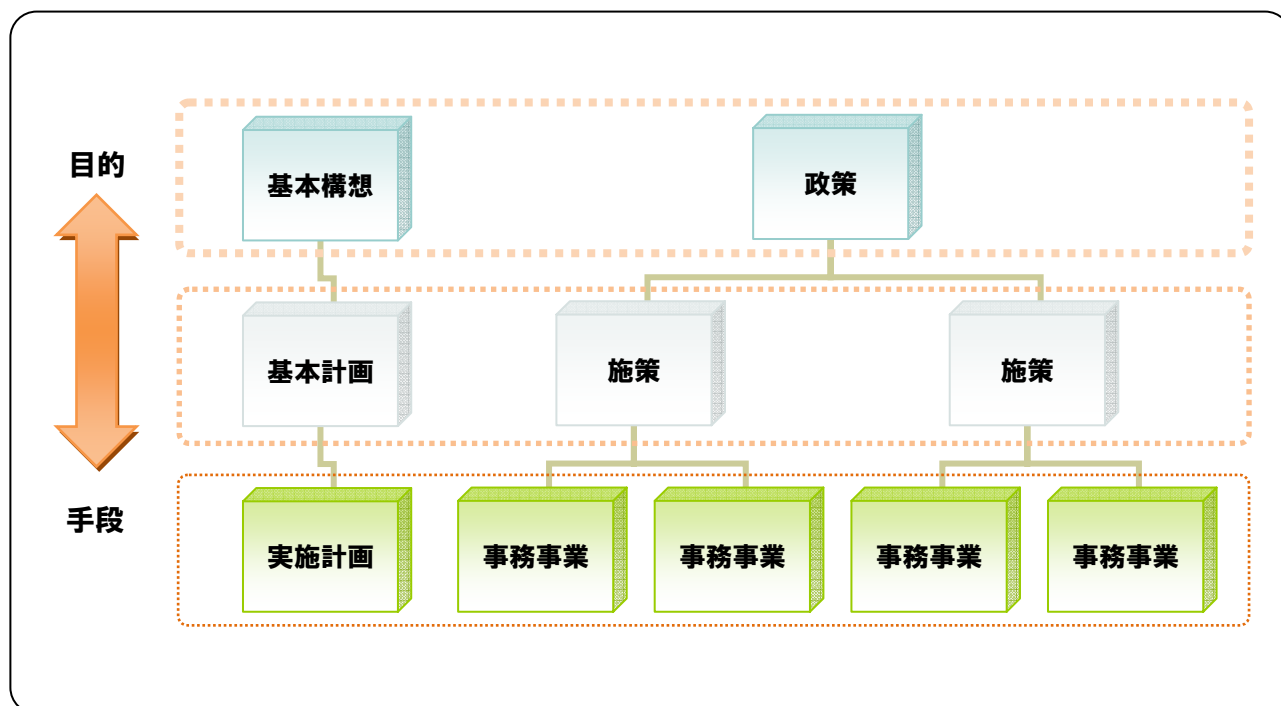 目的
基本構想
政策
基本計画
施策
施策
手段
実施計画
事務事業
事務事業
事務事業
事務事業